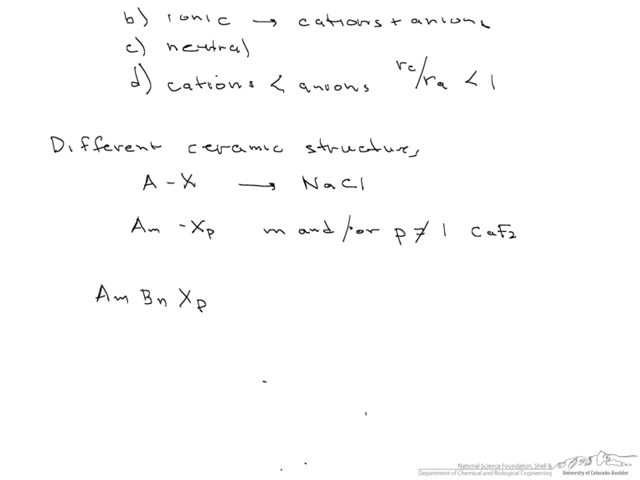 b) ionic → cations + anions
c) neutral
d) cations < anions rc/ra < 1
Different ceramic structures
A - X → NaCl
Am - Xp m and/or p ≠ 1 CaF2
Am Bn Xp
National Science Foundation, Shell &
Department of Chemical and Biological Engineering
University of Colorado-Boulder